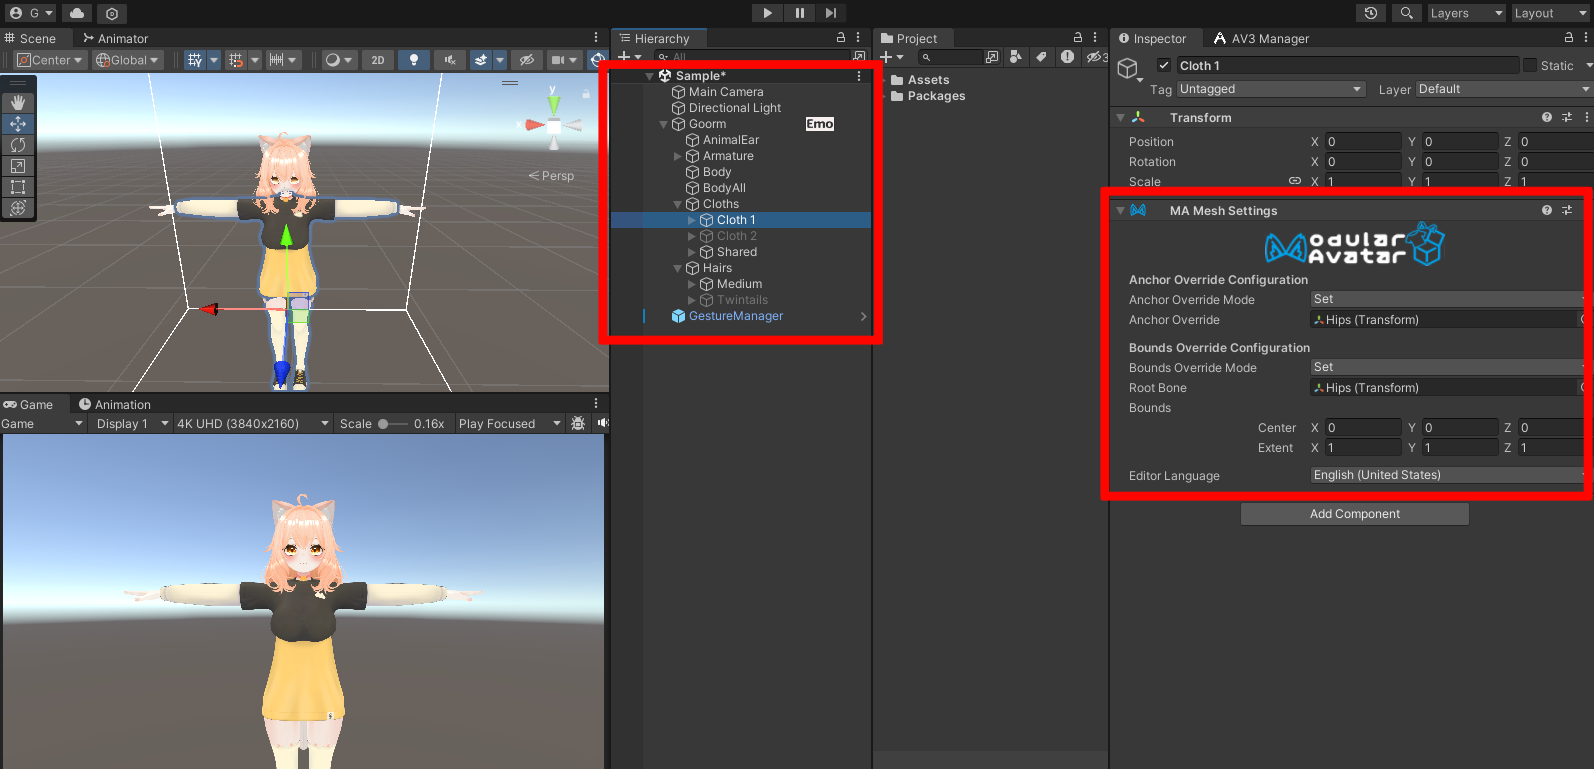 G
Layers
Layout
Scene
Animator
Center
Global
2D
y
x
Persp
Game
Animation
Game
Display 1
4K UHD (3840x2160)
Scale
0.16x
Play Focused
Hierarchy
All
Sample*
Main Camera
Directional Light
Goorm
Emo
AnimalEar
Armature
Body
BodyAll
Cloths
Cloth 1
Cloth 2
Shared
Hairs
Medium
Twintails
GestureManager
Project
3
Assets
Packages
Inspector
AV3 Manager
Cloth 1
Static
Tag Untagged
Layer Default
Transform
Position X 0 Y 0 Z 0
Rotation X 0 Y 0 Z 0
Scale X 1 Y 1 Z 1
MA Mesh Settings
Modular
Avatar
Anchor Override Configuration
Anchor Override Mode Set
Anchor Override Hips (Transform)
Bounds Override Configuration
Bounds Override Mode Set
Root Bone Hips (Transform)
Bounds
Center X 0 Y 0 Z 0
Extent X 1 Y 1 Z 1
Editor Language English (United States)
Add Component